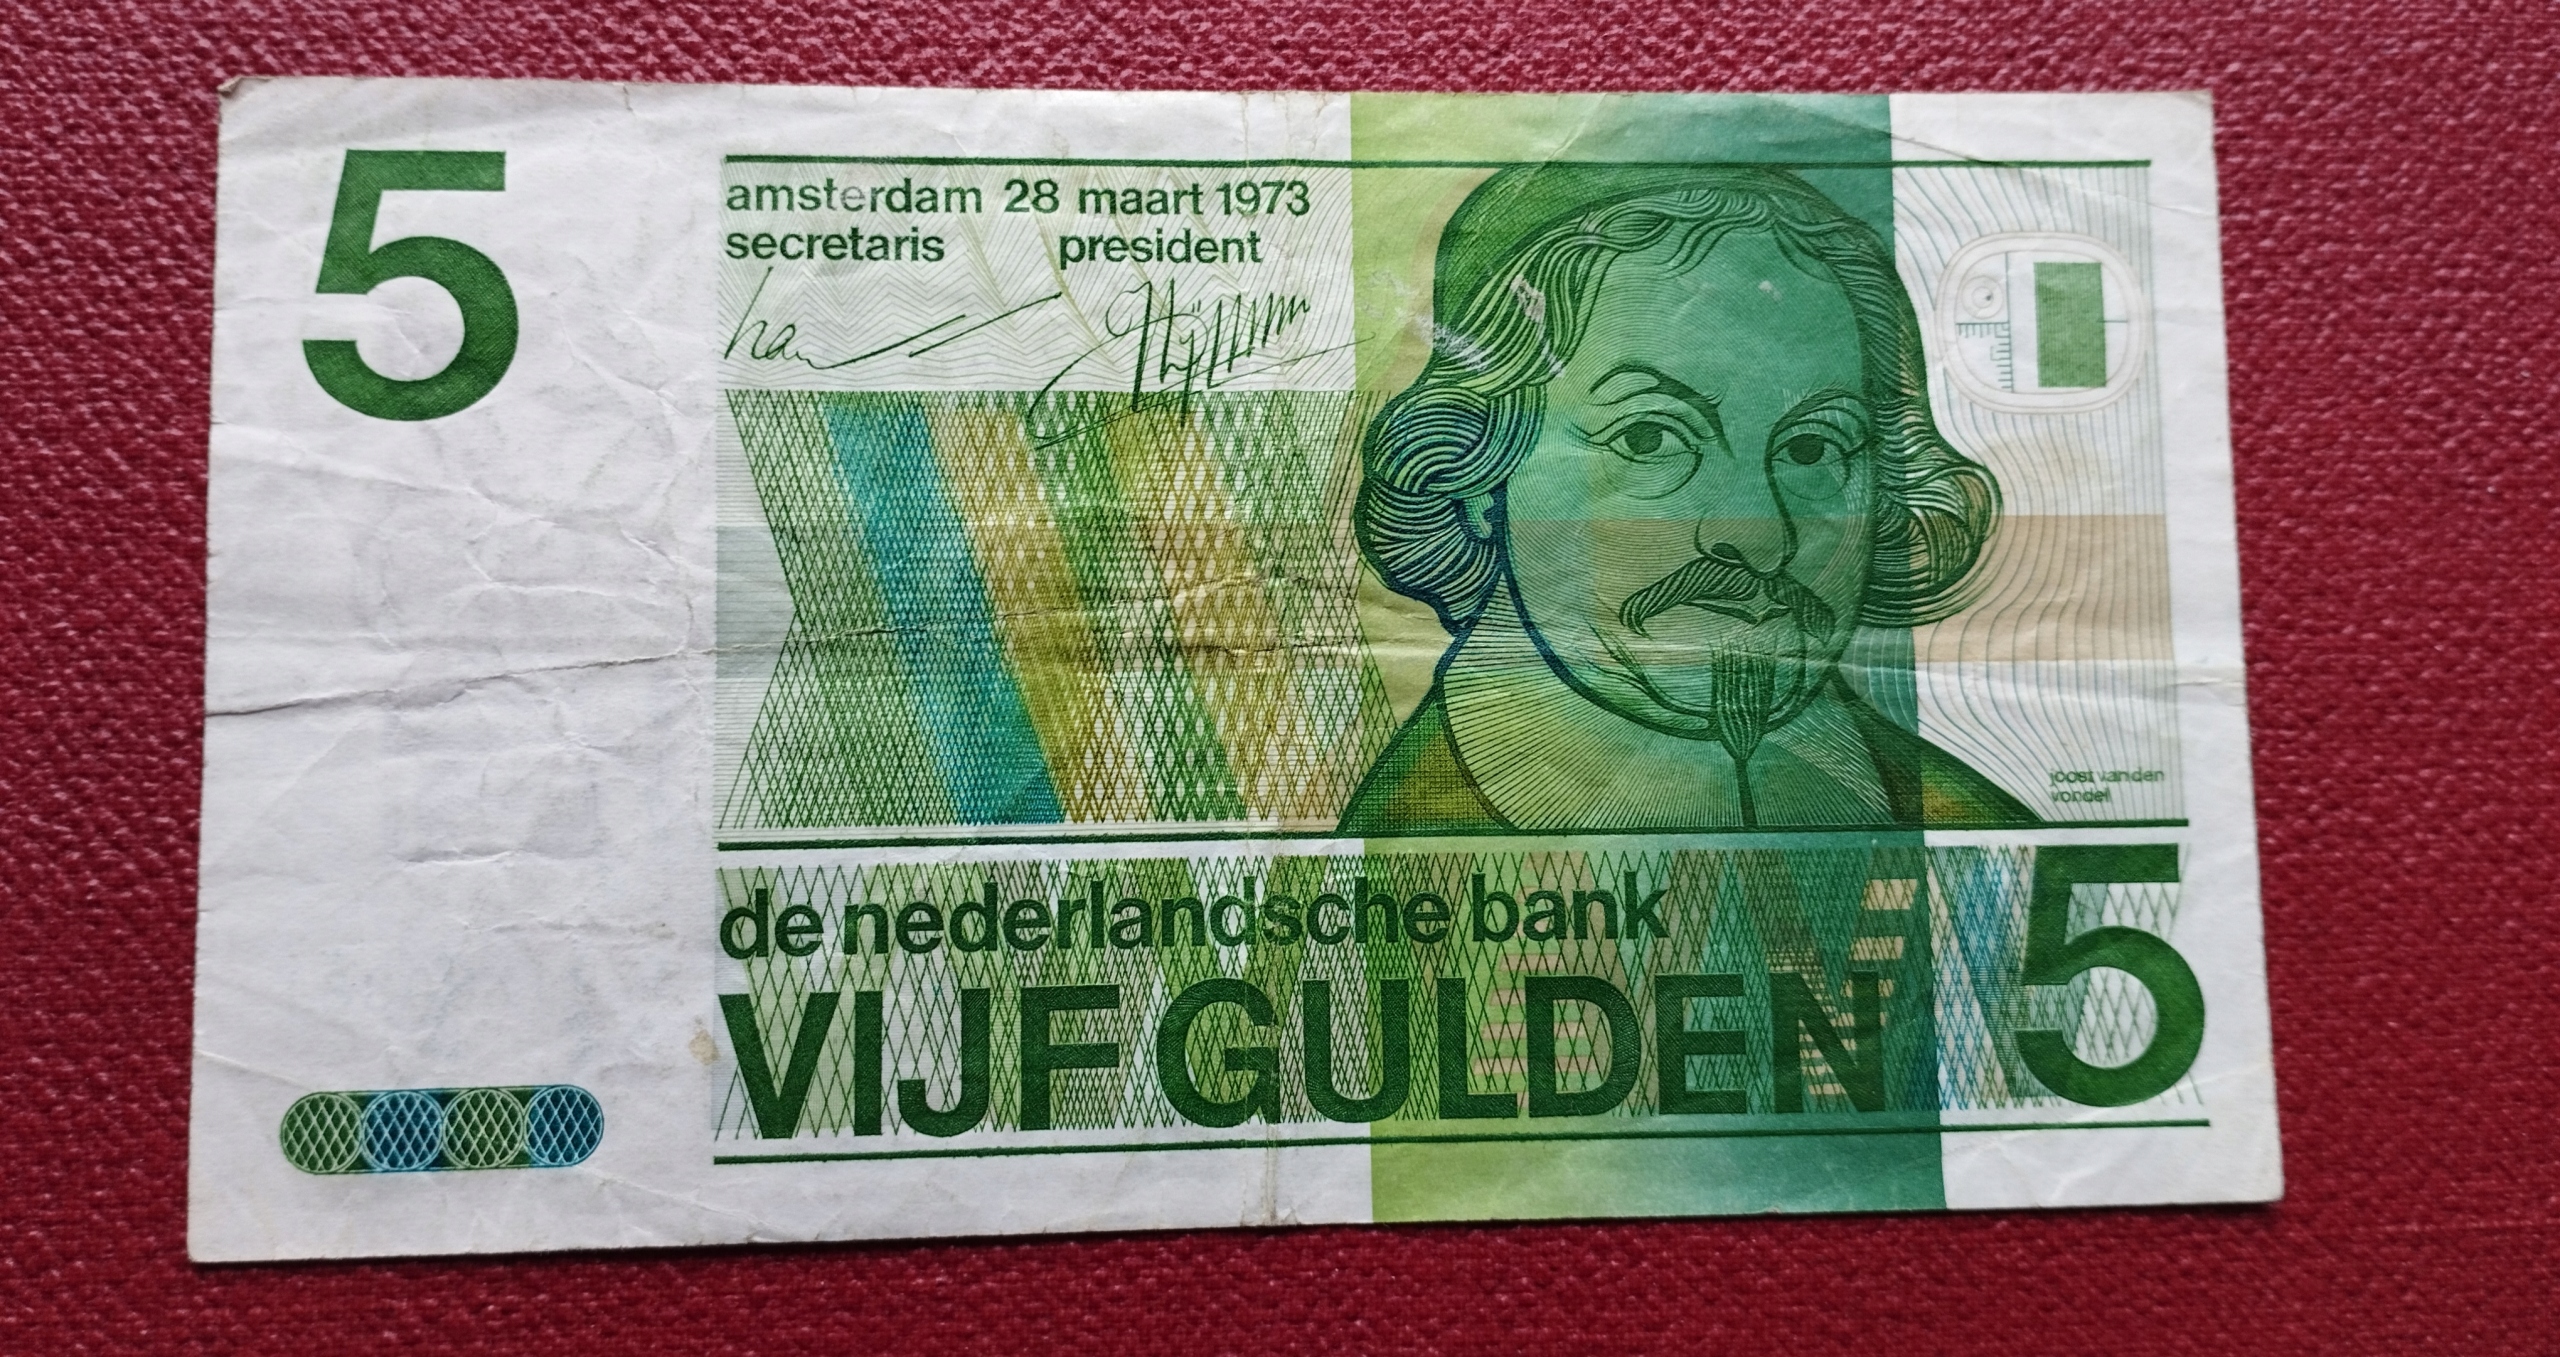 5
amsterdam 28 maart 1973
secretaris president
joost van den
vondel
de nederlandsche bank
VIJF GULDEN 5